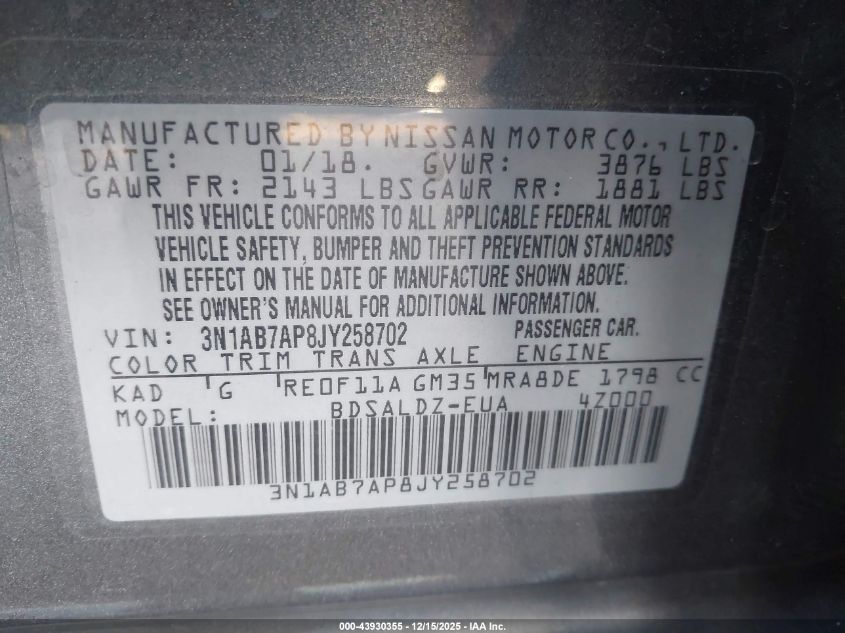 MANUFACTURED BY NISSAN MOTOR CO., LTD.
DATE: 01/18. GVWR: 3876 LBS
GAWR FR: 2143 LBS GAWR RR: 1881 LBS
THIS VEHICLE CONFORMS TO ALL APPLICABLE FEDERAL MOTOR
VEHICLE SAFETY, BUMPER AND THEFT PREVENTION STANDARDS
IN EFFECT ON THE DATE OF MANUFACTURE SHOWN ABOVE.
SEE OWNER'S MANUAL FOR ADDITIONAL INFORMATION.
VIN: 3N1AB7AP8JY258702 PASSENGER CAR.
COLOR TRIM TRANS AXLE ENGINE
KAD G RE0F11A GM35 MRA8DE 1798 CC
MODEL: BDSALDZ-EUA 4Z000
3N1AB7AP8JY258702
000-43930355 - 12/15/2025 - IAA Inc.